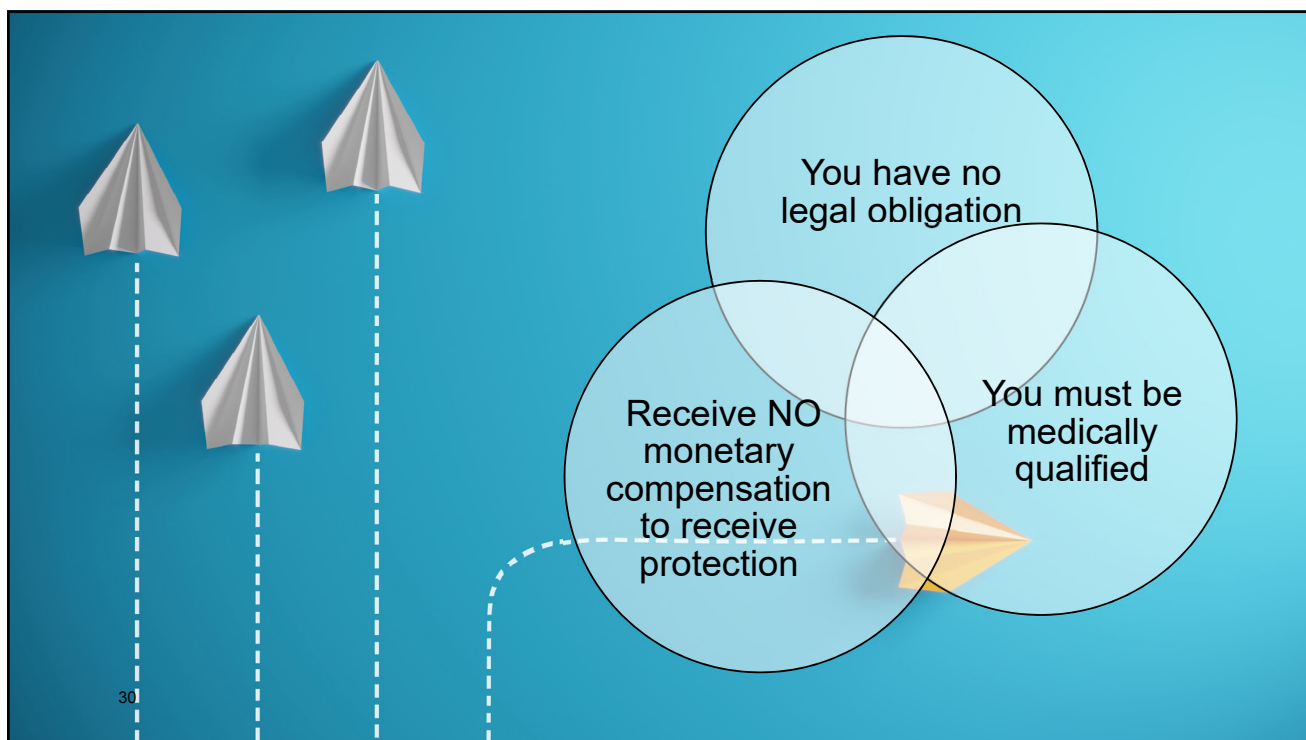 You have no
legal obligation
You must be
medically
qualified
Receive NO
monetary
compensation
to receive
protection
30